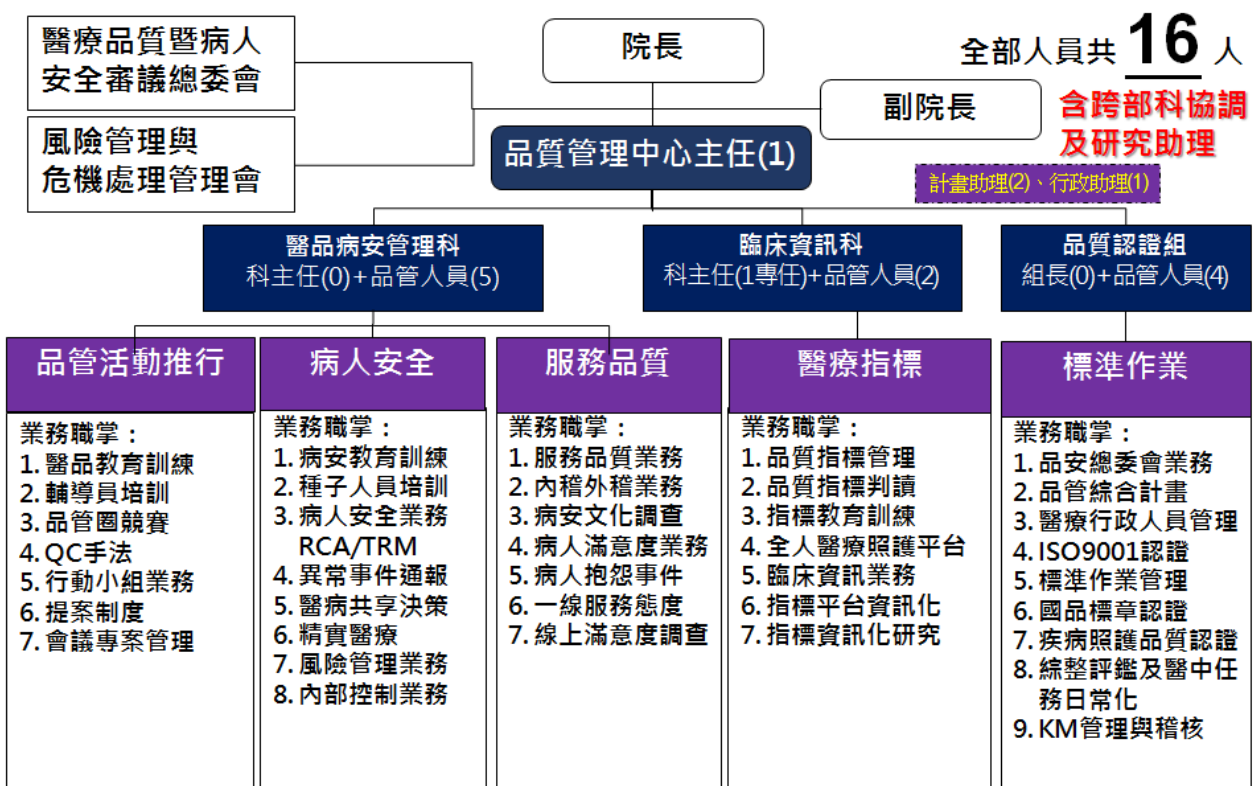 醫療品質暨病人
安全審議總委會
風險管理與
危機處理管理會
院長
副院長
全部人員共 16 人
含跨部科協調
及研究助理
品質管理中心主任(1)
計畫助理(2)、行政助理(1)
醫品病安管理科
科主任(0)+品管人員(5)
臨床資訊科
科主任(1專任)+品管人員(2)
品質認證組
組長(0)+品管人員(4)
品管活動推行
業務職掌：
1. 醫品教育訓練
2. 輔導員培訓
3. 品管圈競賽
4. QC手法
5. 行動小組業務
6. 提案制度
7. 會議專案管理
病人安全
業務職掌：
1. 病安教育訓練
2. 種子人員培訓
3. 病人安全業務
RCA/TRM
4. 異常事件通報
5. 醫病共享決策
6. 精實醫療
7. 風險管理業務
8. 內部控制業務
服務品質
業務職掌：
1. 服務品質業務
2. 內稽外稽業務
3. 病安文化調查
4. 病人滿意度業務
5. 病人抱怨事件
6. 一線服務態度
7. 線上滿意度調查
醫療指標
業務職掌：
1. 品質指標管理
2. 品質指標判讀
3. 指標教育訓練
4. 全人醫療照護平台
5. 臨床資訊業務
6. 指標平台資訊化
7. 指標資訊化研究
標準作業
業務職掌：
1. 品安總委會業務
2. 品管綜合計畫
3. 醫療行政人員管理
4. ISO9001認證
5. 標準作業管理
6. 國品標章認證
7. 疾病照護品質認證
8. 綜整評鑑及醫中任
務日常化
9. KM管理與稽核